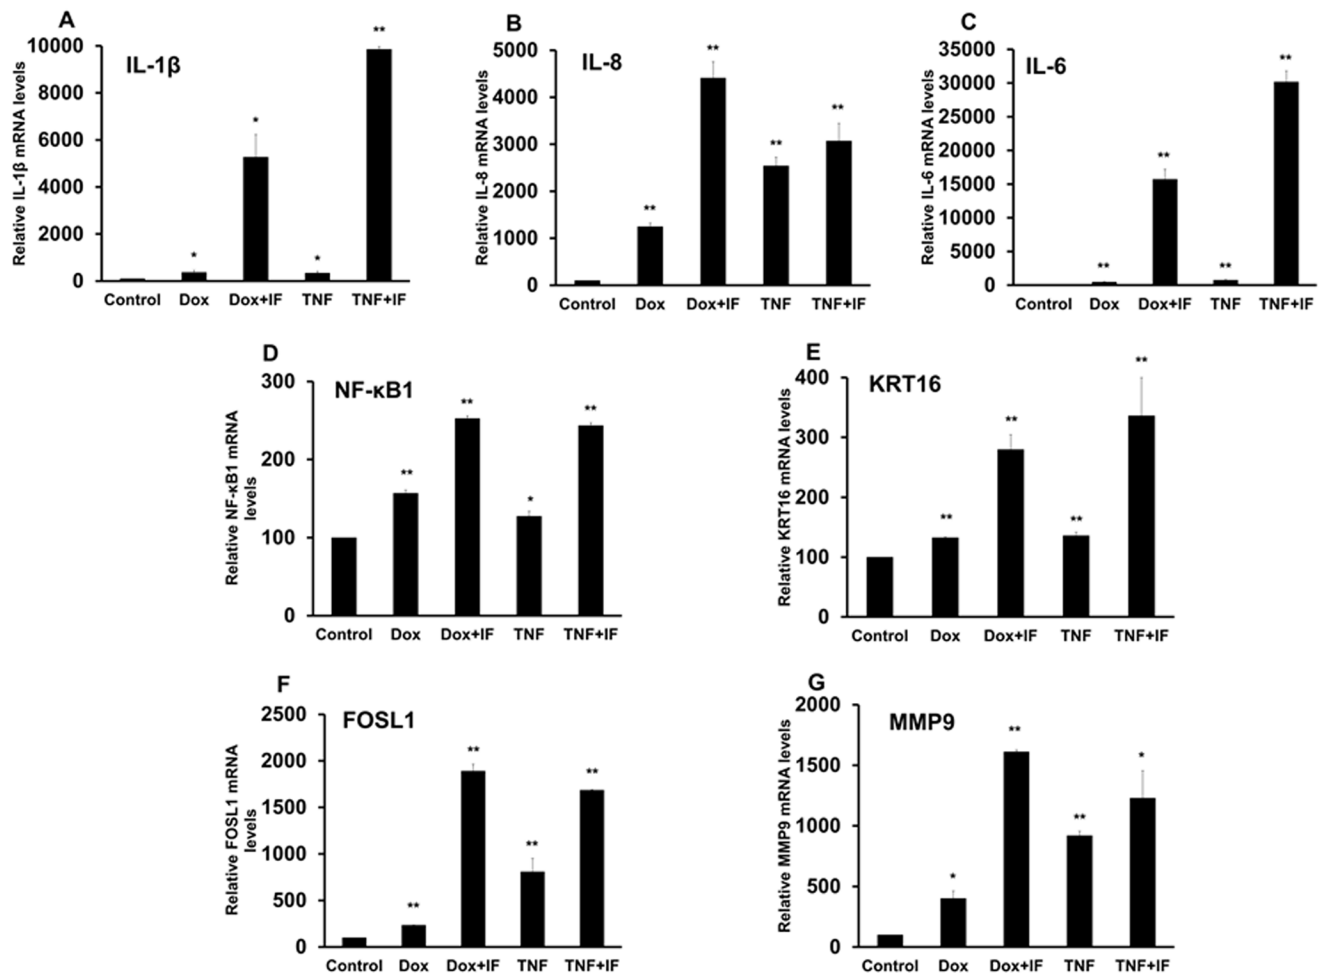 A
IL-1β
Relative IL-1β mRNA levels
10000
8000
6000
4000
2000
0
*
*
*
**
Control Dox Dox+IF TNF TNF+IF
B
IL-8
Relative IL-8 mRNA levels
5000
4000
3000
2000
1000
0
**
**
**
**
Control Dox Dox+IF TNF TNF+IF
C
IL-6
Relative IL-6 mRNA levels
35000
30000
25000
20000
15000
10000
5000
0
**
**
**
**
Control Dox Dox+IF TNF TNF+IF
D
NF-κB1
Relative NF-κB1 mRNA
levels
300
200
100
0
**
**
*
**
Control Dox Dox+IF TNF TNF+IF
E
KRT16
Relative KRT16 mRNA levels
400
300
200
100
0
**
**
**
**
Control Dox Dox+IF TNF TNF+IF
F
FOSL1
Relative FOSL1 mRNA
levels
2500
2000
1500
1000
500
0
**
**
**
**
Control Dox Dox+IF TNF TNF+IF
G
MMP9
Relative MMP9 mRNA levels
2000
1500
1000
500
0
*
**
**
*
Control Dox Dox+IF TNF TNF+IF